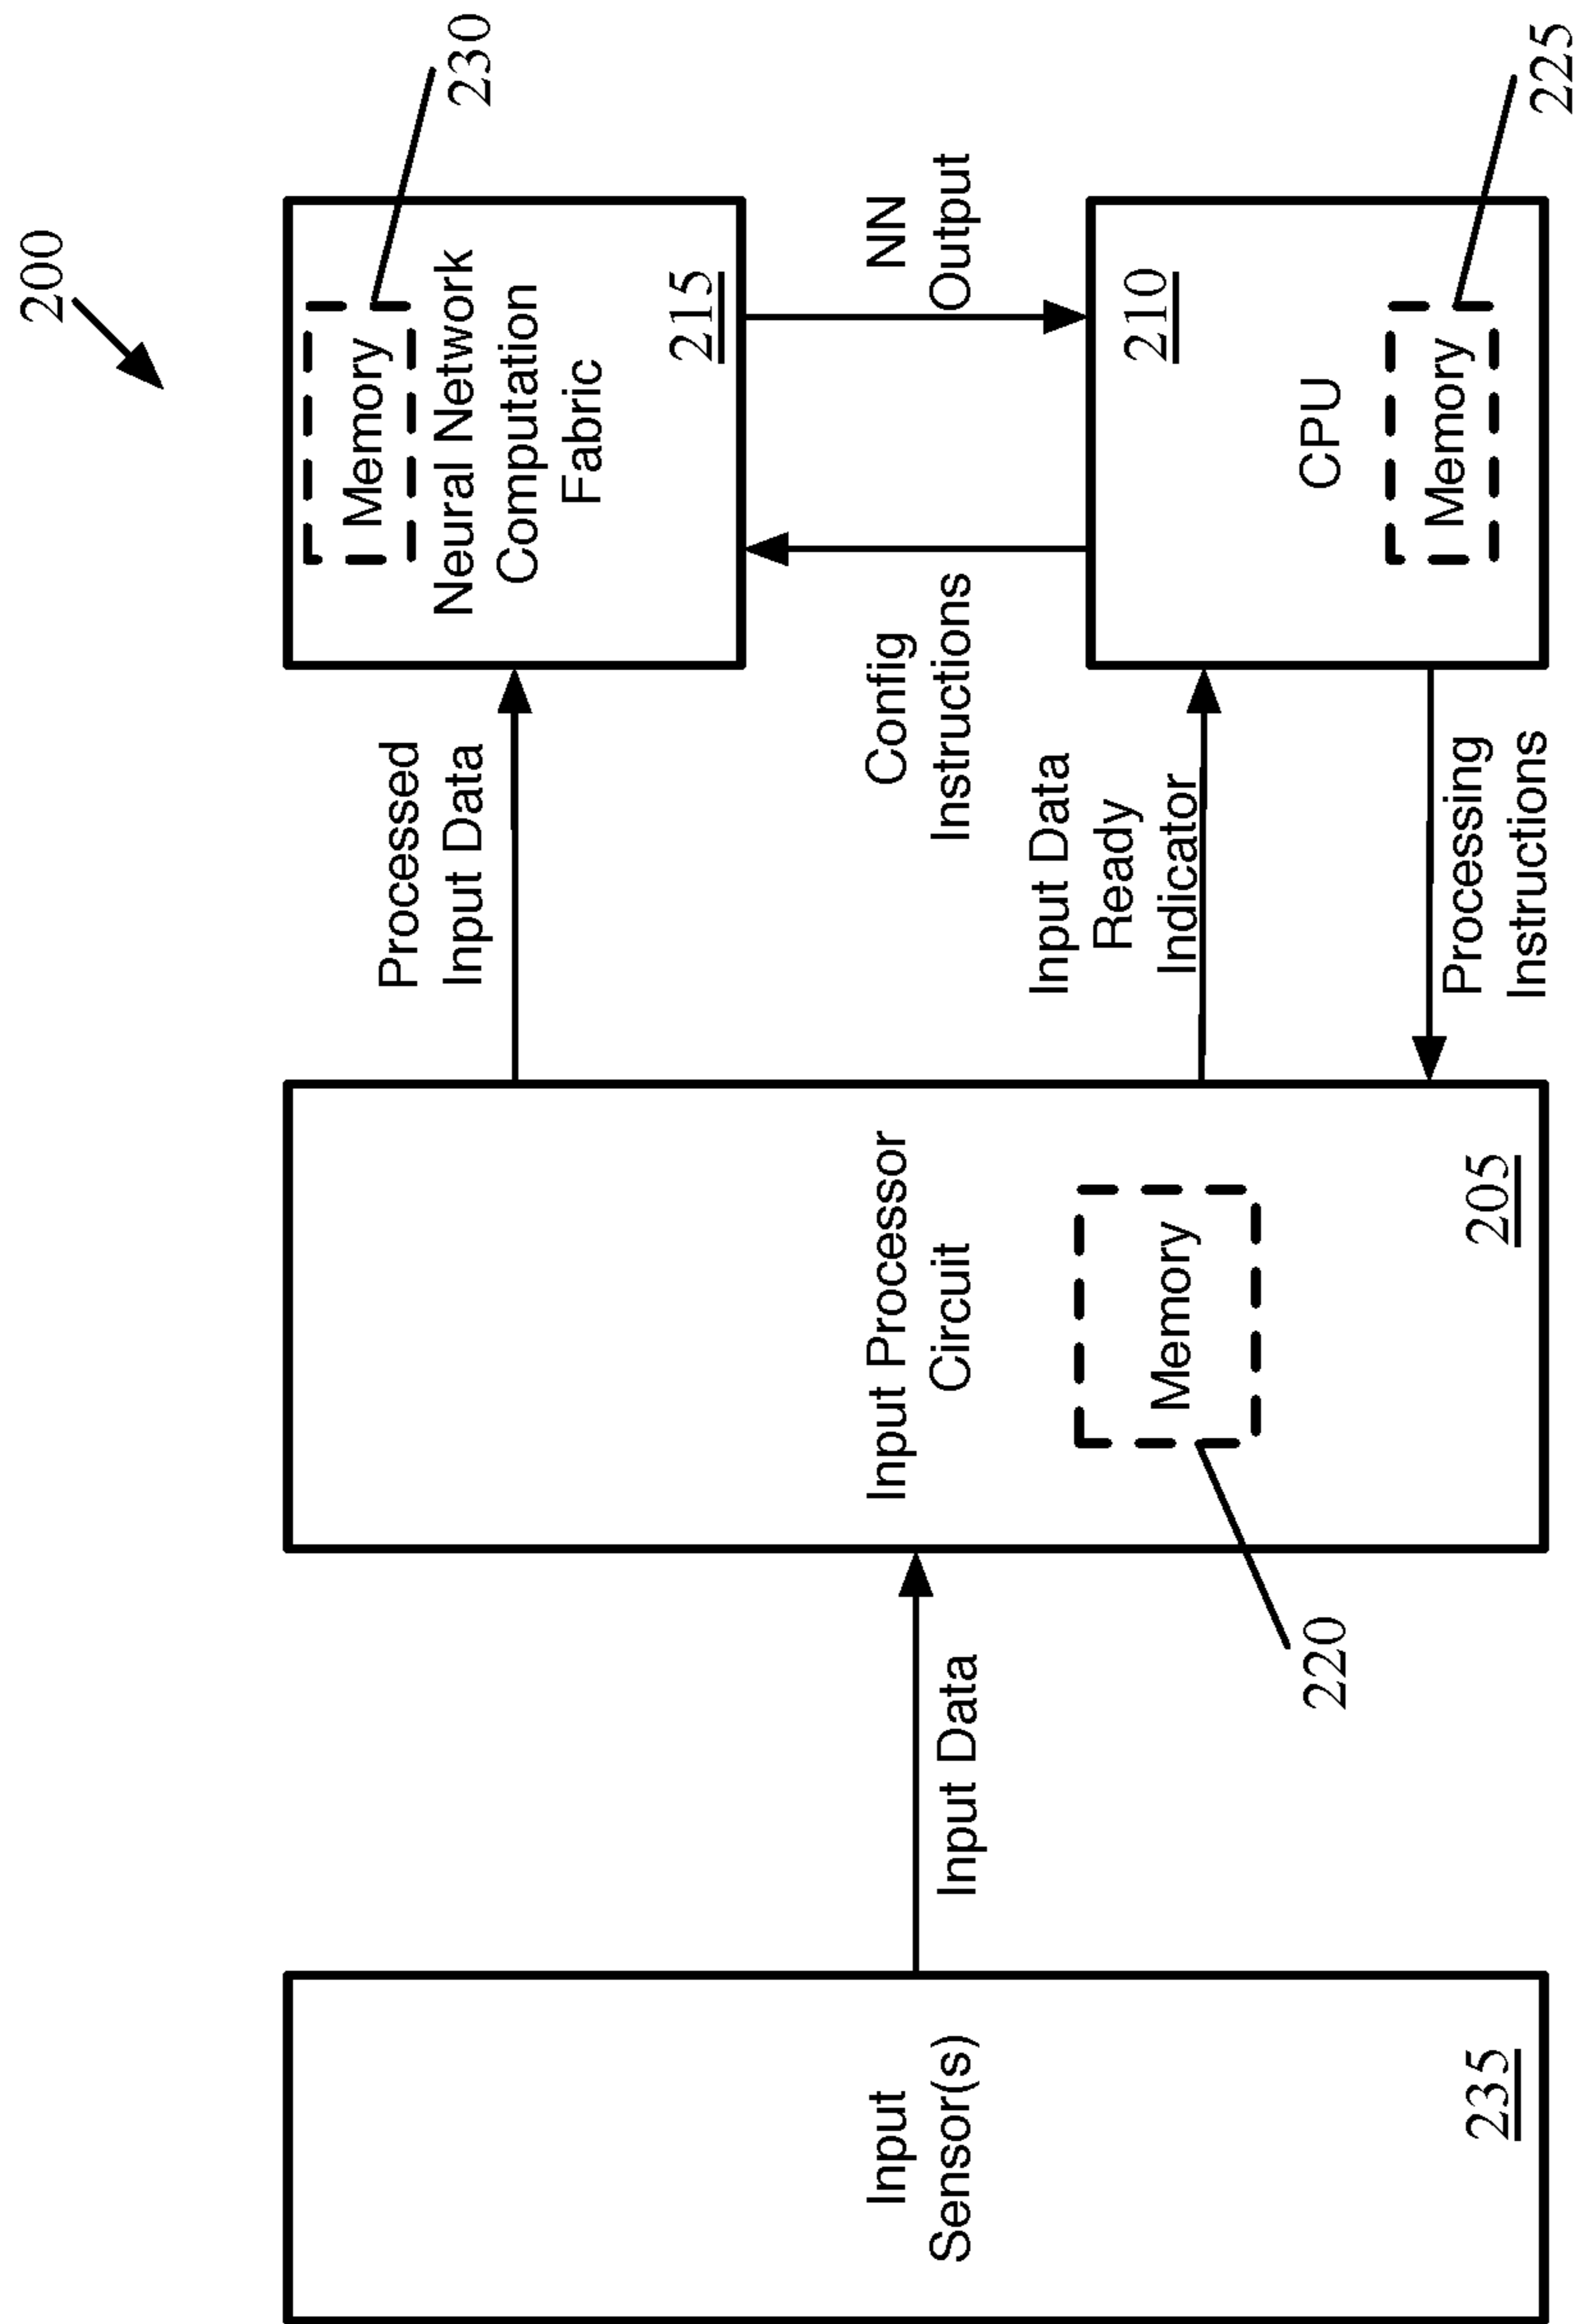 200
Input
Sensor(s)
235
Input Data
Input Processor
Circuit
Memory
205
220
Processed
Input Data
Input Data
Ready
Indicator
Processing
Instructions
Memory
Neural Network
Computation
Fabric
215
230
Config
Instructions
NN
Output
210
CPU
Memory
225